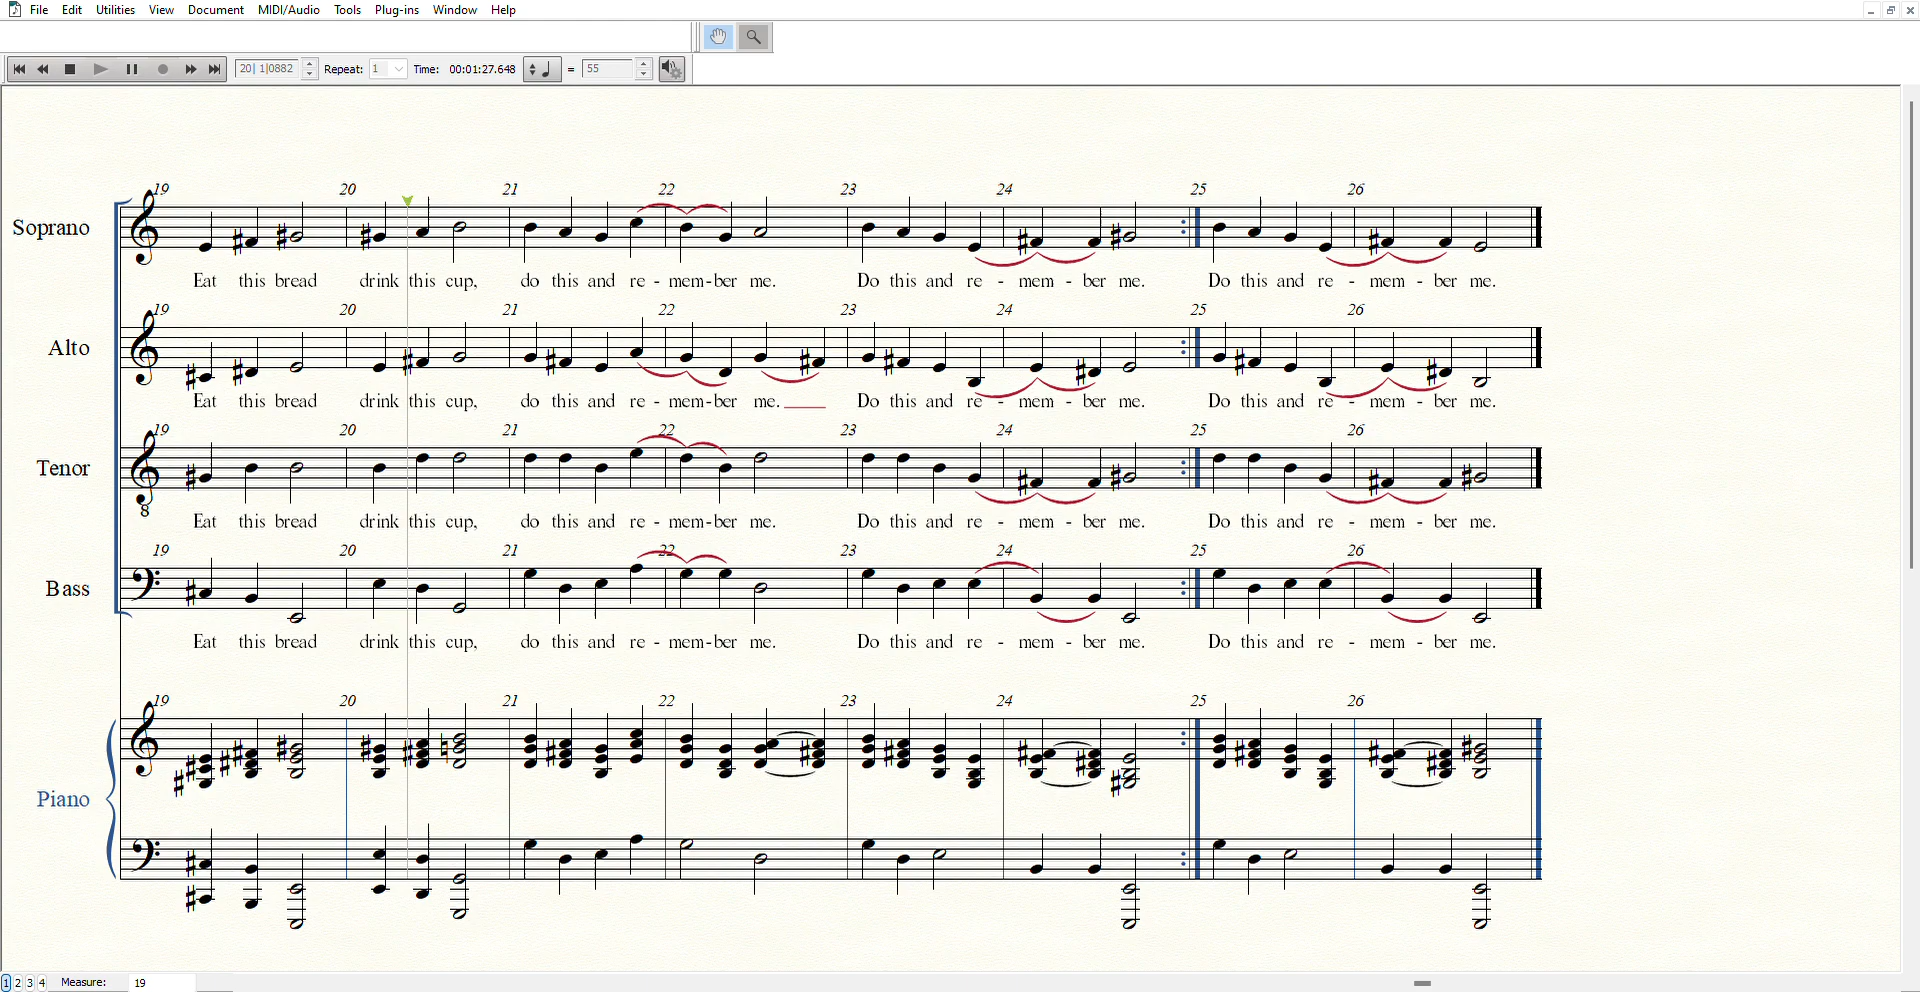 File Edit Utilities View Document MIDI/Audio Tools Plug-ins Window Help
20| 1|0882 Repeat: 1 Time: 00:01:27.648 = 55
19 20 21 22 23 24 25 26
Soprano
Eat this bread drink this cup, do this and re - mem-ber me. Do this and re - mem - ber me. Do this and re - mem - ber me.
19 20 21 22 23 24 25 26
Alto
Eat this bread drink this cup, do this and re - mem-ber me. Do this and re - mem - ber me. Do this and re - mem - ber me.
19 20 21 22 23 24 25 26
Tenor
8
Eat this bread drink this cup, do this and re - mem-ber me. Do this and re - mem - ber me. Do this and re - mem - ber me.
19 20 21 22 23 24 25 26
Bass
Eat this bread drink this cup, do this and re - mem-ber me. Do this and re - mem - ber me. Do this and re - mem - ber me.
19 20 21 22 23 24 25 26
Piano
1 2 3 4 Measure: 19